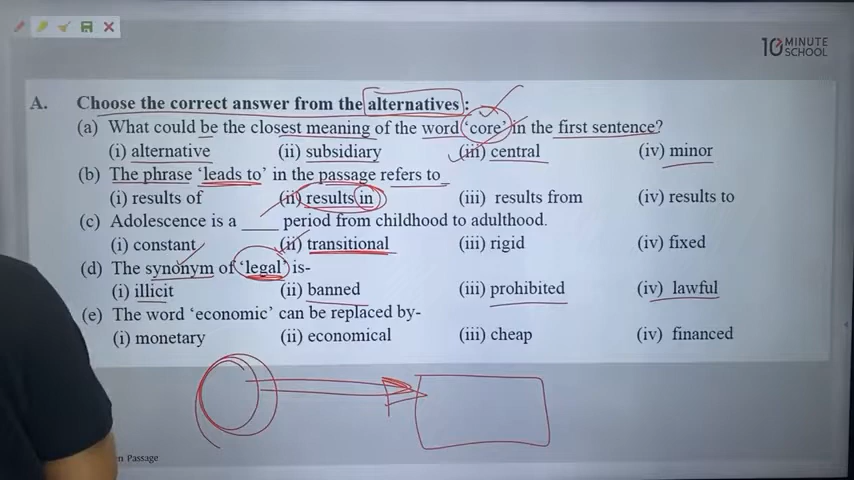 10 MINUTE SCHOOL
A. Choose the correct answer from the alternatives :
(a) What could be the closest meaning of the word ‘core’ in the first sentence?
(i) alternative (ii) subsidiary (iii) central (iv) minor
(b) The phrase ‘leads to’ in the passage refers to
(i) results of (ii) results in (iii) results from (iv) results to
(c) Adolescence is a ____ period from childhood to adulthood.
(i) constant (ii) transitional (iii) rigid (iv) fixed
(d) The synonym of ‘legal’ is-
(i) illicit (ii) banned (iii) prohibited (iv) lawful
(e) The word ‘economic’ can be replaced by-
(i) monetary (ii) economical (iii) cheap (iv) financed
Passage